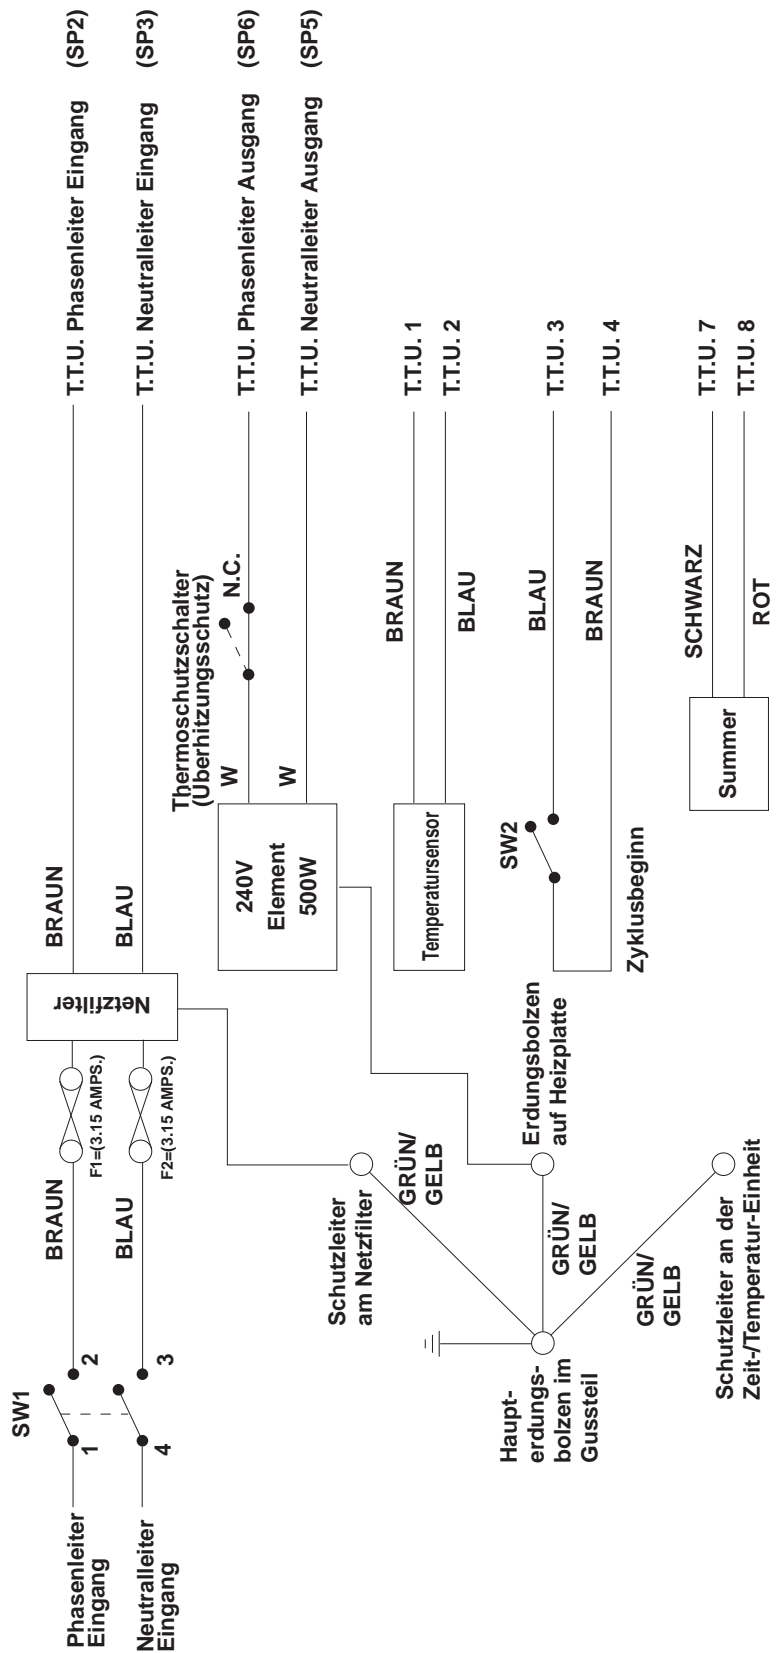 SW1
Phasenleiter
Eingang
1
2
BRAUN
F1=(3.15 AMPS.)
Netzfilter
BRAUN
T.T.U. Phasenleiter Eingang (SP2)
Neutralleiter
Eingang
4
3
BLAU
F2=(3.15 AMPS.)
BLAU
T.T.U. Neutralleiter Eingang (SP3)
Thermoschutzschalter
(Überhitzungsschutz)
240V
Element
500W
W
N.C.
T.T.U. Phasenleiter Ausgang (SP6)
W
T.T.U. Neutralleiter Ausgang (SP5)
Schutzleiter
am Netzfilter
GRÜN/
GELB
Temperatursensor
BRAUN
T.T.U. 1
BLAU
T.T.U. 2
Haupt-
erdungs-
bolzen im
Gussteil
GRÜN/
GELB
Erdungsbolzen
auf Heizplatte
SW2
BLAU
T.T.U. 3
BRAUN
T.T.U. 4
Zyklusbeginn
GRÜN/
GELB
Schutzleiter an der
Zeit-/Temperatur-Einheit
Summer
SCHWARZ
T.T.U. 7
ROT
T.T.U. 8